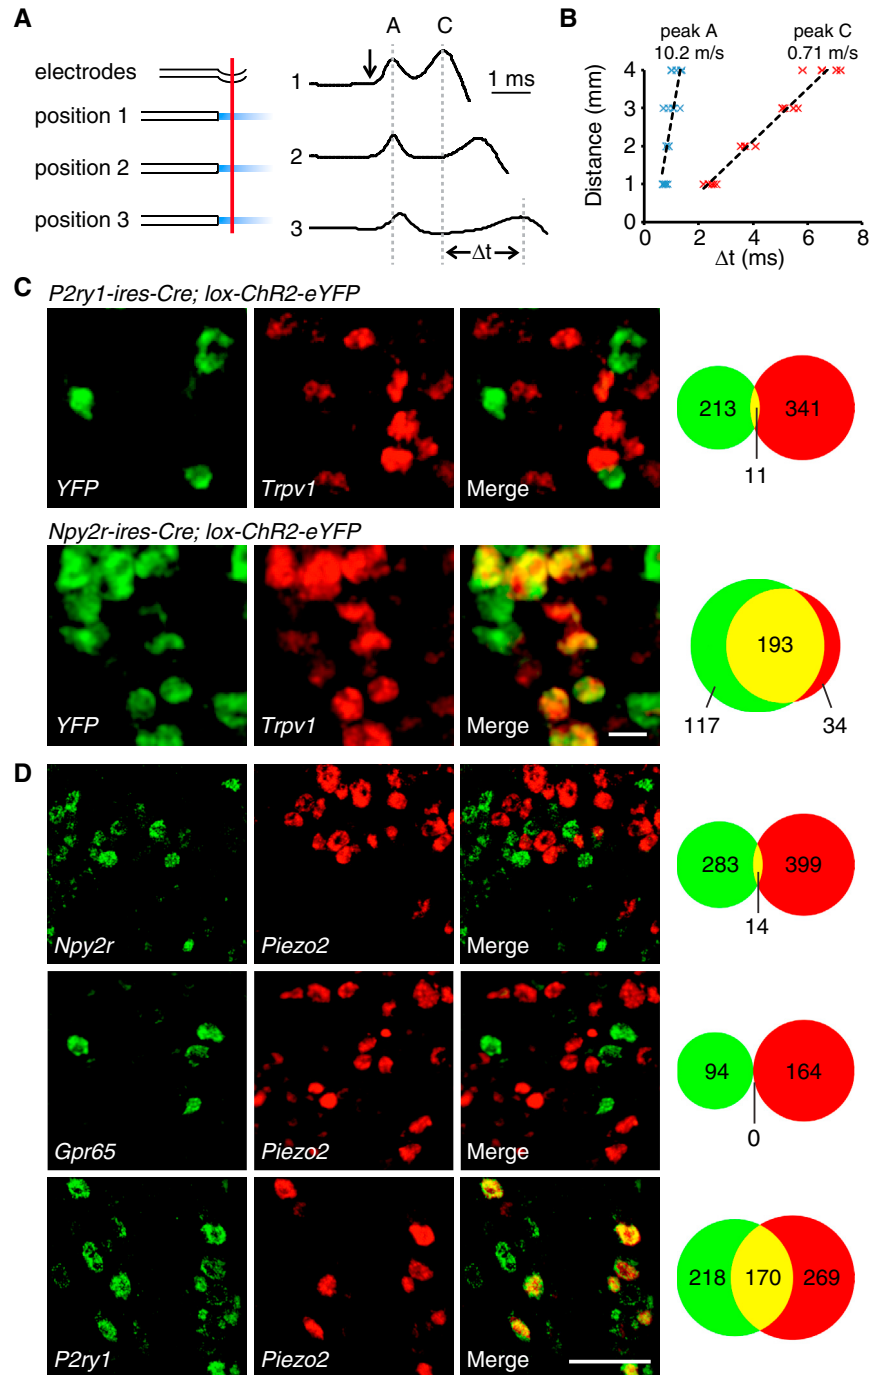 A
A C
electrodes
position 1
position 2
position 3
1
2
3
1 ms
Δt
B
peak A
10.2 m/s
peak C
0.71 m/s
Distance (mm)
4
3
2
1
0
0 2 4 6 8
Δt (ms)
C
P2ry1-ires-Cre; lox-ChR2-eYFP
YFP
Trpv1
Merge
213
341
11
Npy2r-ires-Cre; lox-ChR2-eYFP
YFP
Trpv1
Merge
193
117
34
D
Npy2r
Piezo2
Merge
283
399
14
Gpr65
Piezo2
Merge
94
164
0
P2ry1
Piezo2
Merge
218
170
269